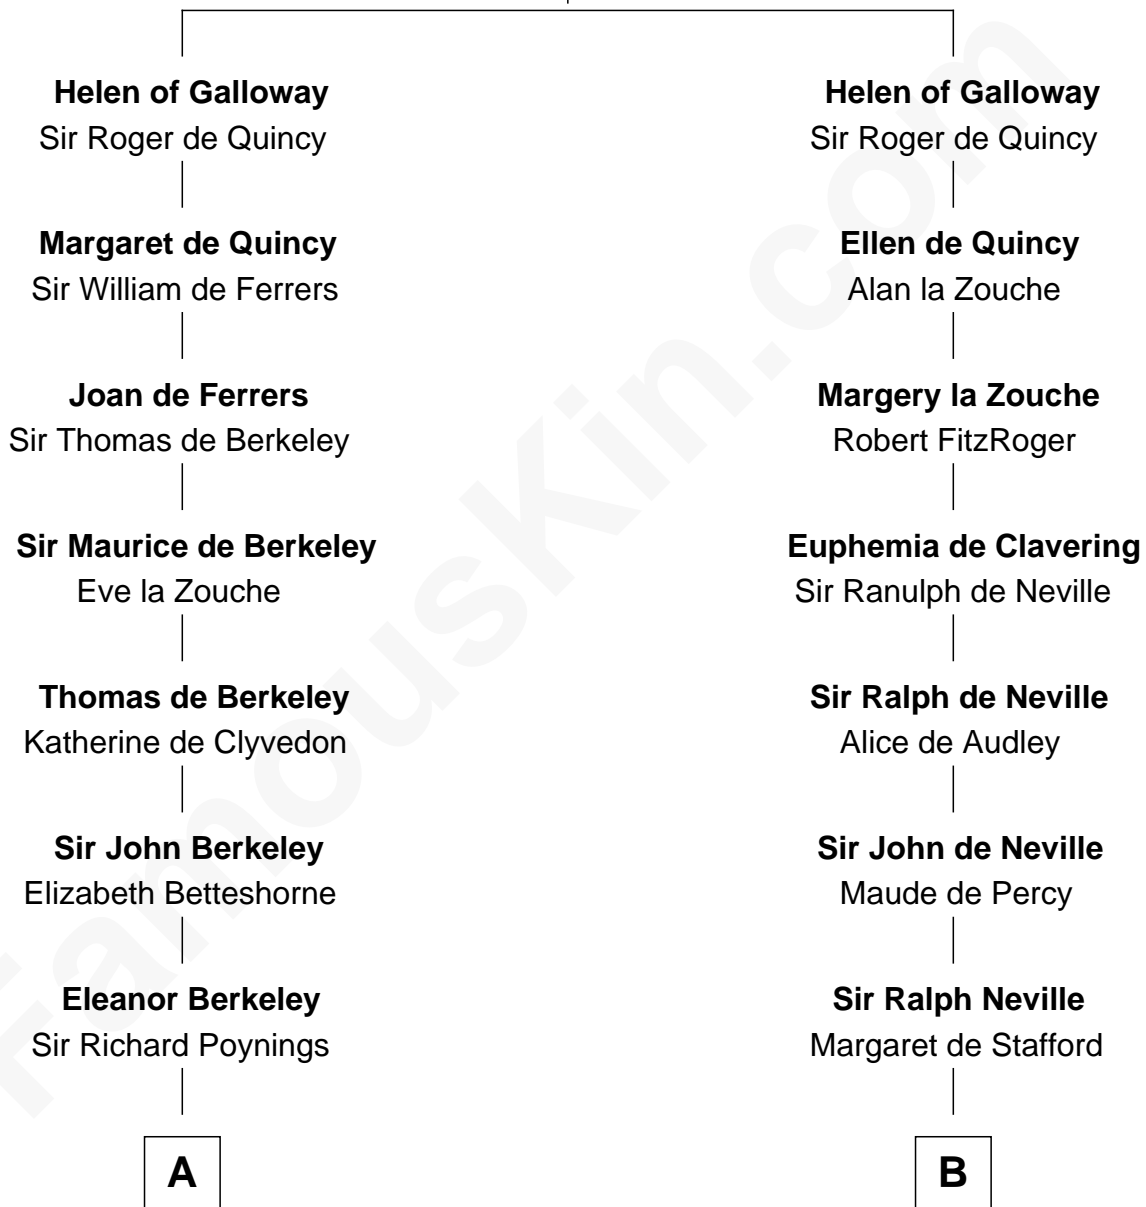 Helen of Galloway
Sir Roger de Quincy
Margaret de Quincy
Sir William de Ferrers
Joan de Ferrers
Sir Thomas de Berkeley
Sir Maurice de Berkeley
Eve la Zouche
Thomas de Berkeley
Katherine de Clyvedon
Sir John Berkeley
Elizabeth Betteshorne
Eleanor Berkeley
Sir Richard Poynings
A
Helen of Galloway
Sir Roger de Quincy
Ellen de Quincy
Alan la Zouche
Margery la Zouche
Robert FitzRoger
Euphemia de Clavering
Sir Ranulph de Neville
Sir Ralph de Neville
Alice de Audley
Sir John de Neville
Maude de Percy
Sir Ralph Neville
Margaret de Stafford
B
FamousKin.com